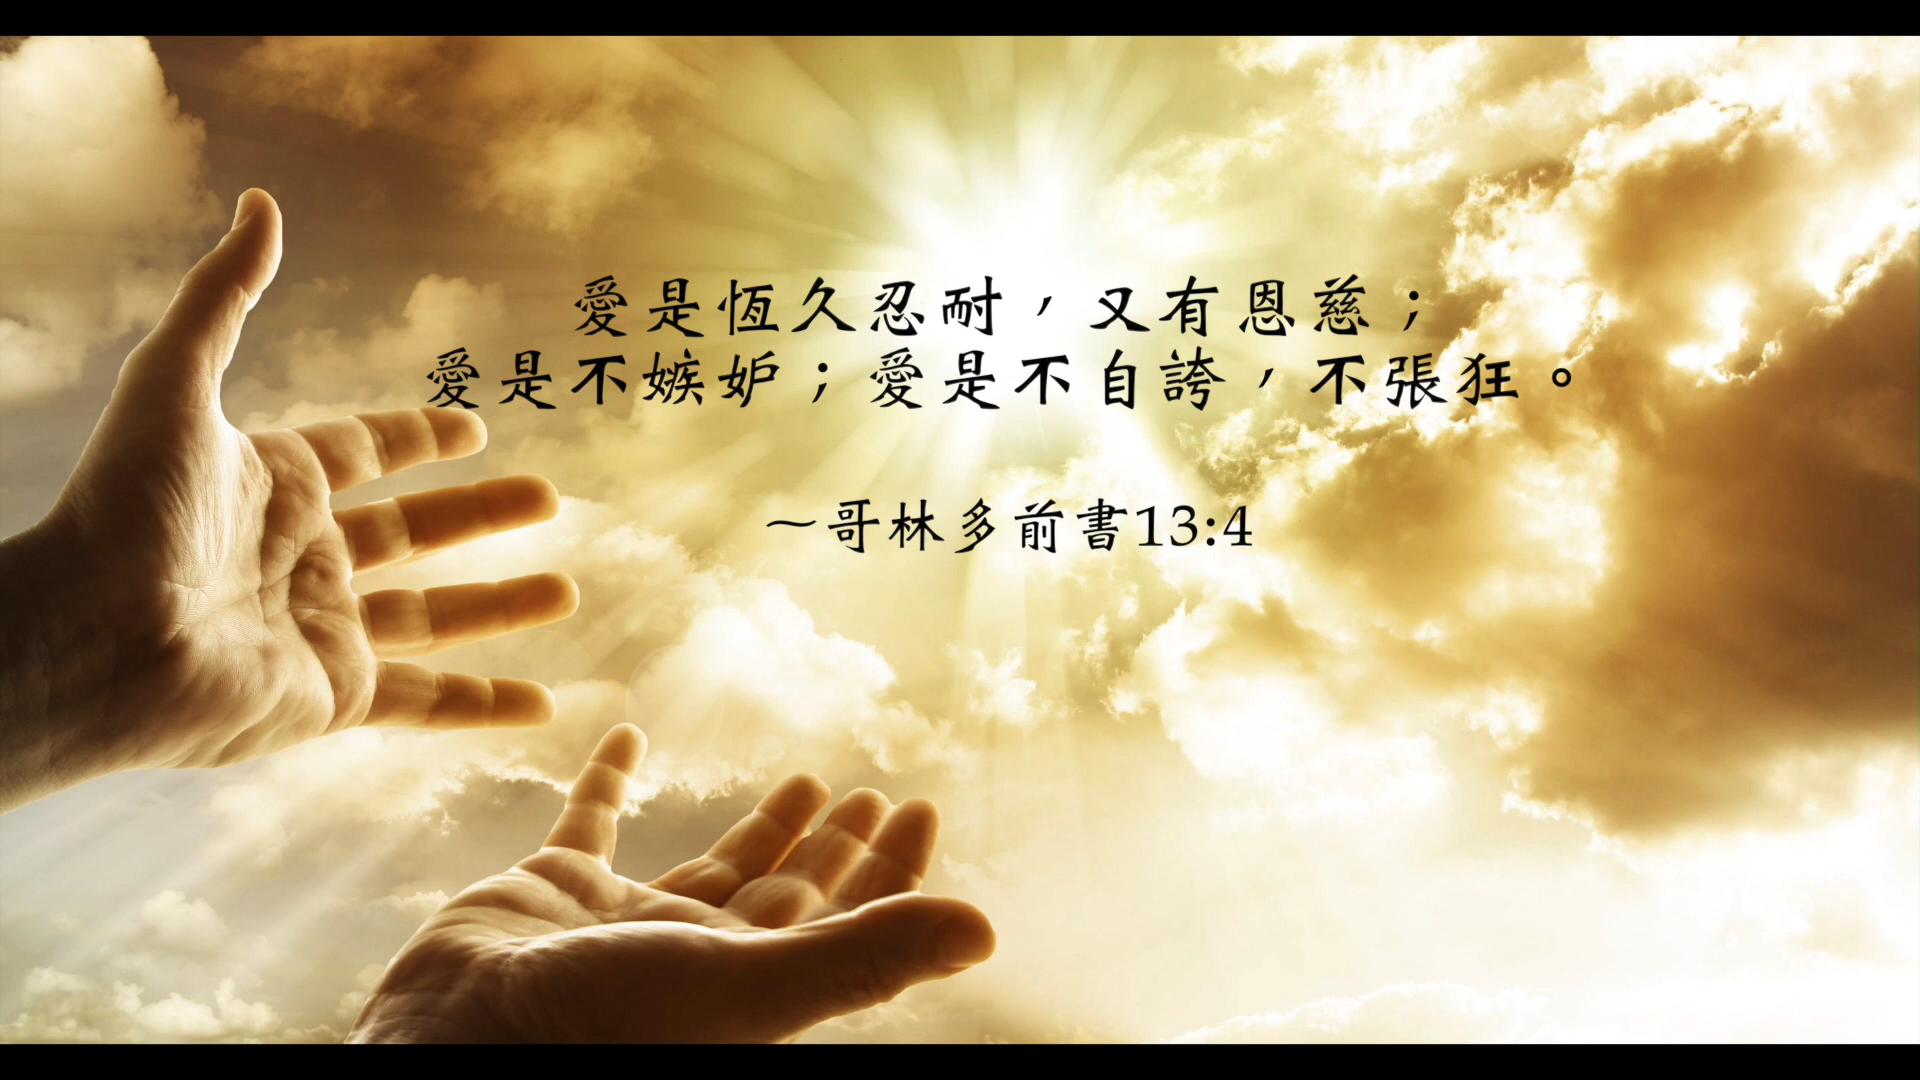 愛是恆久忍耐，又有恩慈；
愛是不嫉妒；愛是不自誇，不張狂。
～哥林多前書13:4